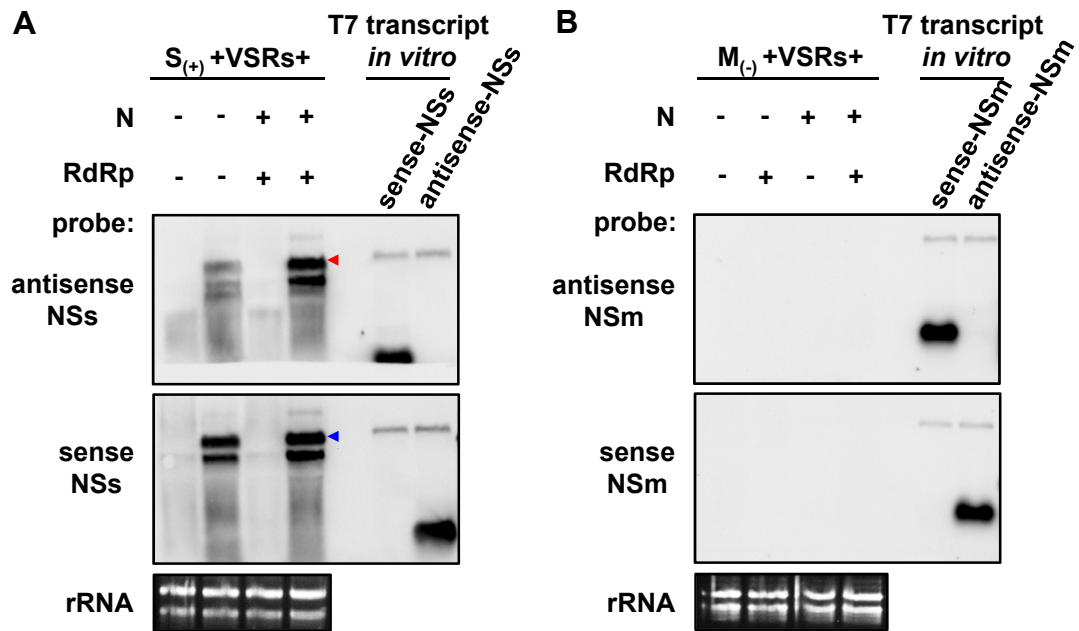 A
S(+) +VSRs+
T7 transcript
in vitro
N - - + +
RdRp - - + +
sense-NSs
antisense-NSs
probe:
antisense
NSs
sense
NSs
rRNA
B
M(-) +VSRs+
T7 transcript
in vitro
N - - + +
RdRp - + - +
sense-NSm
antisense-NSm
probe:
antisense
NSm
sense
NSm
rRNA